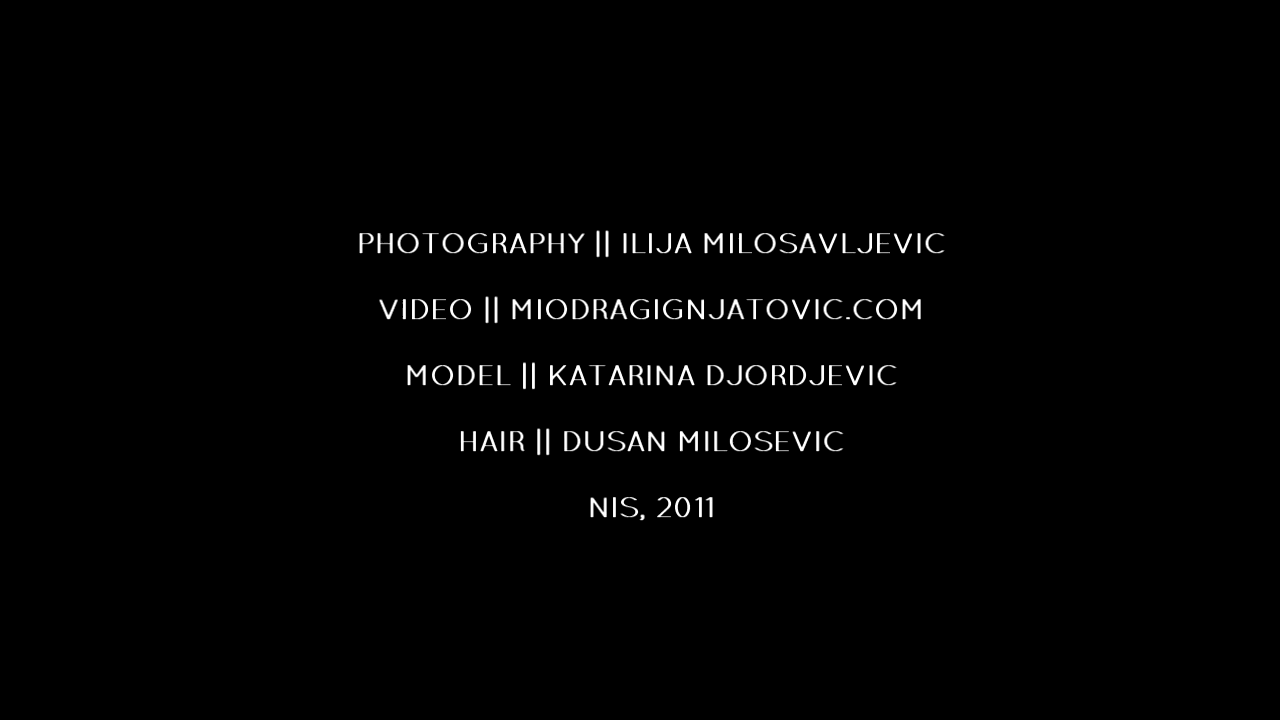 PHOTOGRAPHY || ILIJA MILOSAVLJEVIC
VIDEO || MIODRAGIGNJATOVIC.COM
MODEL || KATARINA DJORDJEVIC
HAIR || DUSAN MILOSEVIC
NIS, 2011